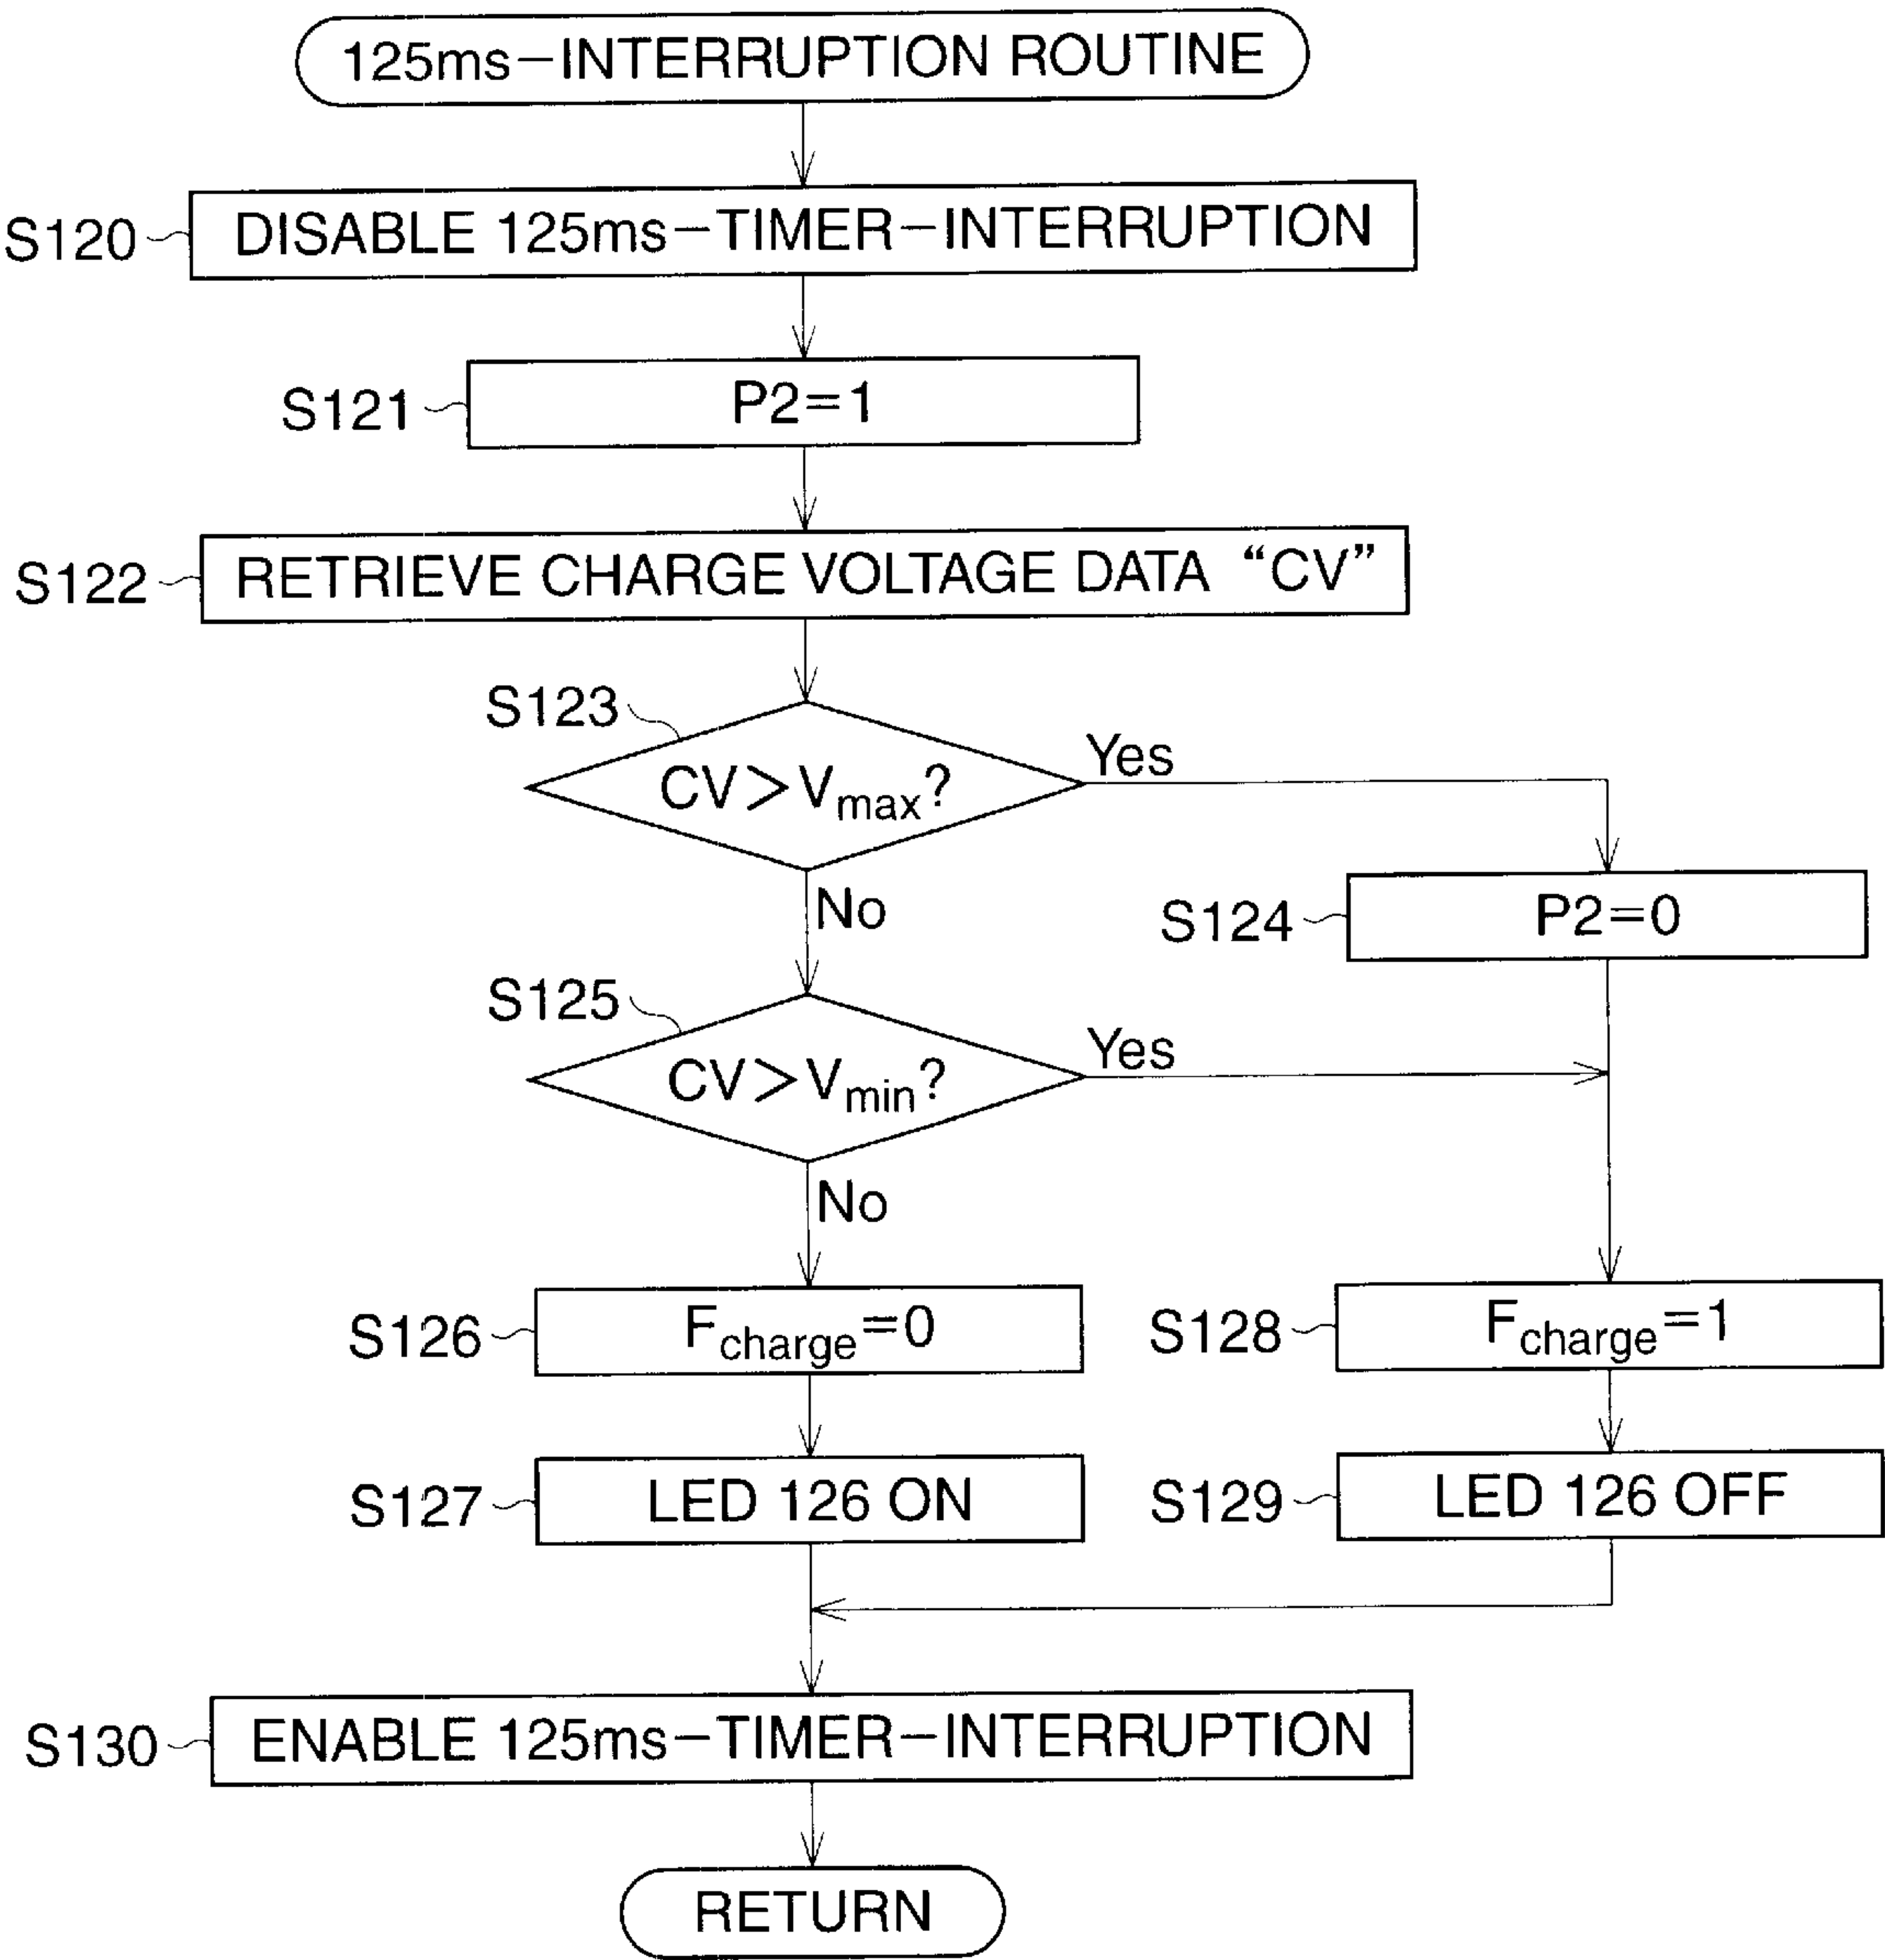 125ms-INTERRUPTION ROUTINE
S120
DISABLE 125ms-TIMER-INTERRUPTION
S121
P2=1
S122
RETRIEVE CHARGE VOLTAGE DATA “CV”
S123
CV>Vmax?
Yes
No
S124
P2=0
S125
CV>Vmin?
Yes
No
S126
Fcharge=0
S128
Fcharge=1
S127
LED 126 ON
S129
LED 126 OFF
S130
ENABLE 125ms-TIMER-INTERRUPTION
RETURN